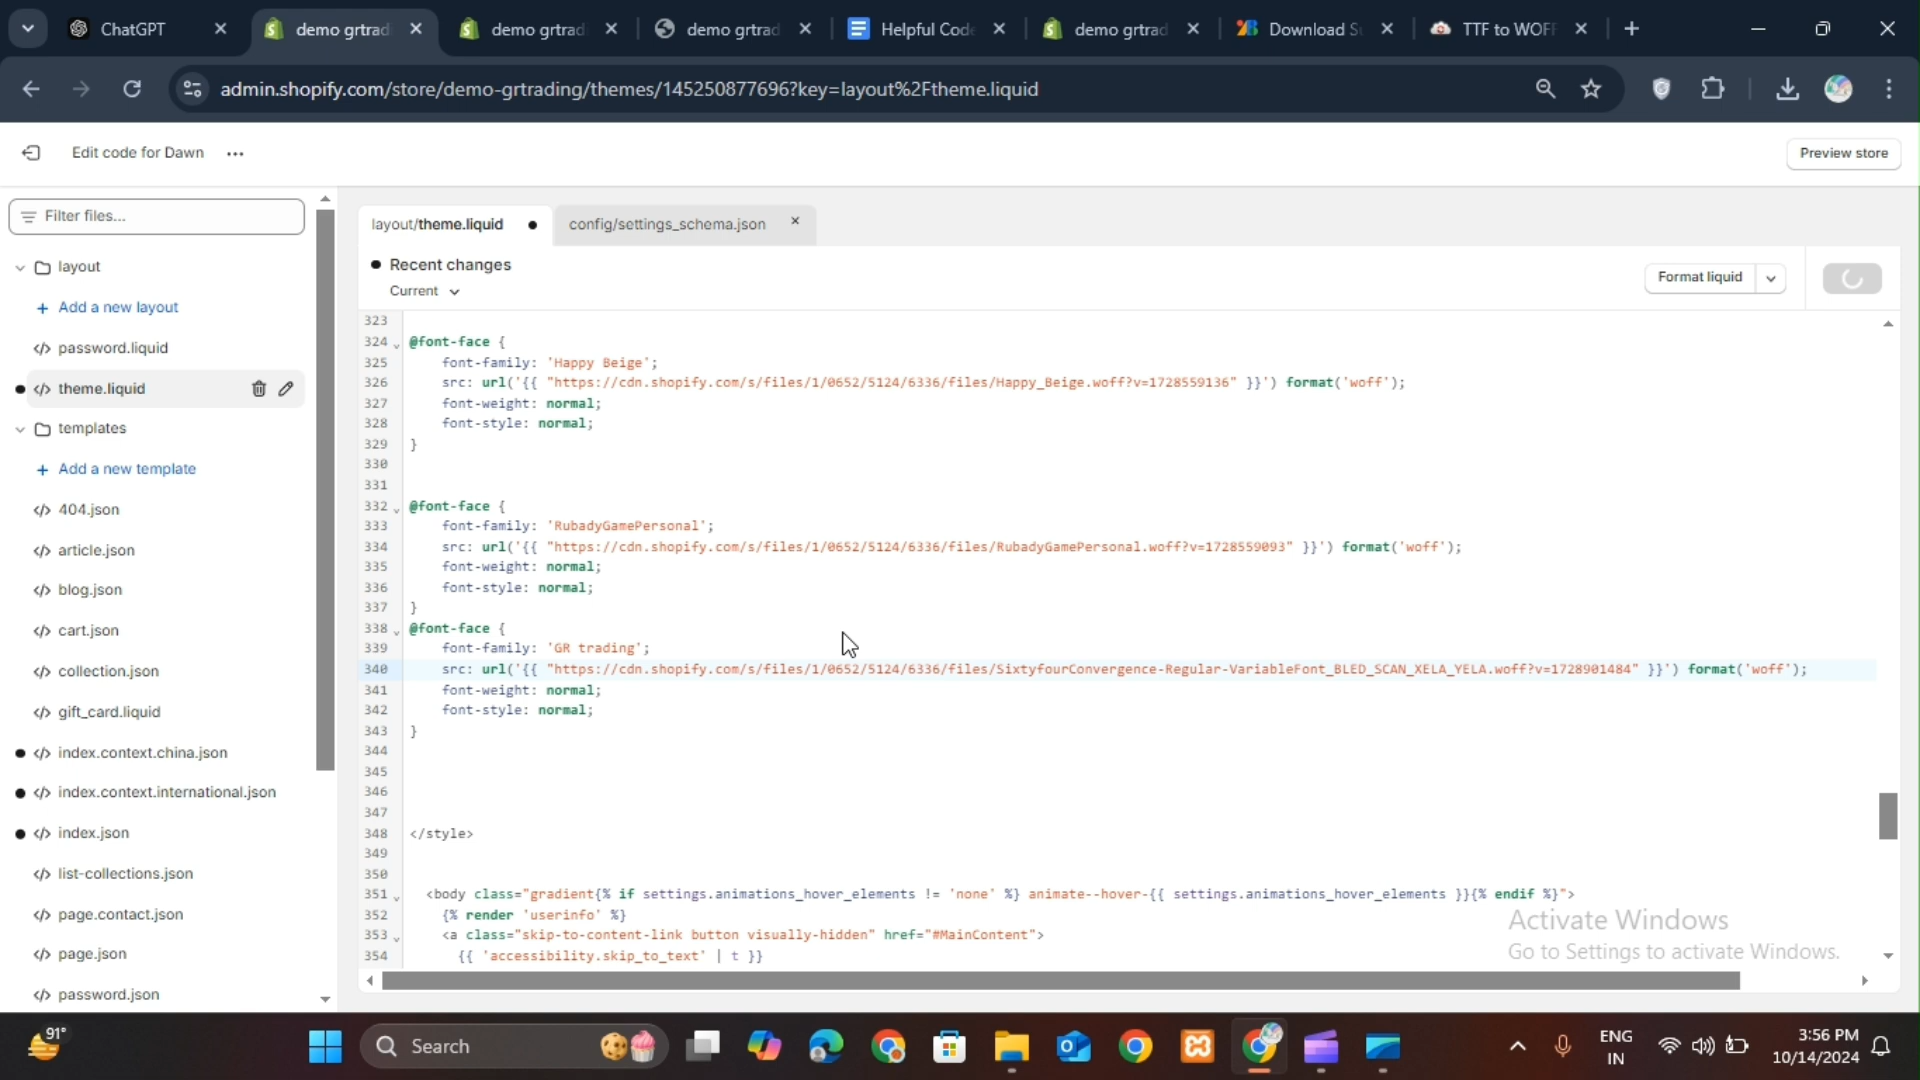 ChatGPT
demo grtrad
demo grtrad
demo grtrad
Helpful Code
demo grtrad
Download S
TTF to WOFF
admin.shopify.com/store/demo-grtrading/themes/145250877696?key=layout%2Ftheme.liquid
Edit code for Dawn
Preview store
Filter files...
layout
Add a new layout
password.liquid
theme.liquid
templates
Add a new template
404.json
article.json
blog.json
cart.json
collection.json
gift_card.liquid
index.context.china.json
index.context.international.json
index.json
list-collections.json
page.contact.json
page.json
password.json
layout/theme.liquid
config/settings_schema.json
Recent changes
Current
Format liquid
323
324 @font-face {
325 font-family: 'Happy Beige';
326 src: url('{{ "https://cdn.shopify.com/s/files/1/0652/5124/6336/files/Happy_Beige.woff?v=1728559136" }}') format('woff');
327 font-weight: normal;
328 font-style: normal;
329 }
330
331
332 @font-face {
333 font-family: 'RubadyGamePersonal';
334 src: url('{{ "https://cdn.shopify.com/s/files/1/0652/5124/6336/files/RubadyGamePersonal.woff?v=1728559093" }}') format('woff');
335 font-weight: normal;
336 font-style: normal;
337 }
338 @font-face {
339 font-family: 'GR trading';
340 src: url('{{ "https://cdn.shopify.com/s/files/1/0652/5124/6336/files/SixtyfourConvergence-Regular-VariableFont_BLED_SCAN_XELA_YELA.woff?v=1728901484" }}') format('woff');
341 font-weight: normal;
342 font-style: normal;
343 }
344
345
346
347
348 </style>
349
350
351 <body class="gradient{% if settings.animations_hover_elements != 'none' %} animate--hover-{{ settings.animations_hover_elements }}{% endif %}">
352 {% render 'userinfo' %}
353 <a class="skip-to-content-link button visually-hidden" href="#MainContent">
354 {{ 'accessibility.skip_to_text' | t }}
Activate Windows
Go to Settings to activate Windows.
91°
Search
ENG
IN
3:56 PM
10/14/2024